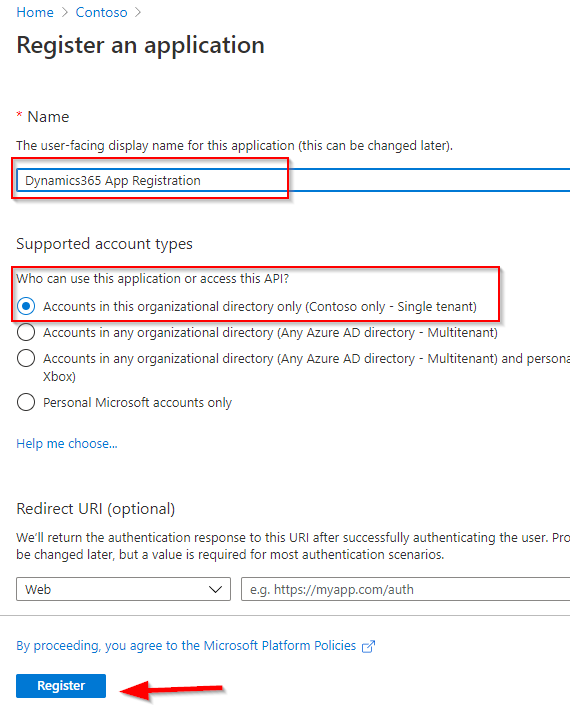 Home > Contoso >
Register an application
* Name
The user-facing display name for this application (this can be changed later).
Dynamics365 App Registration
Supported account types
Who can use this application or access this API?
Accounts in this organizational directory only (Contoso only - Single tenant)
Accounts in any organizational directory (Any Azure AD directory - Multitenant)
Accounts in any organizational directory (Any Azure AD directory - Multitenant) and persona
Xbox)
Personal Microsoft accounts only
Help me choose...
Redirect URI (optional)
We'll return the authentication response to this URI after successfully authenticating the user. Pro
be changed later, but a value is required for most authentication scenarios.
Web
e.g. https://myapp.com/auth
By proceeding, you agree to the Microsoft Platform Policies
Register